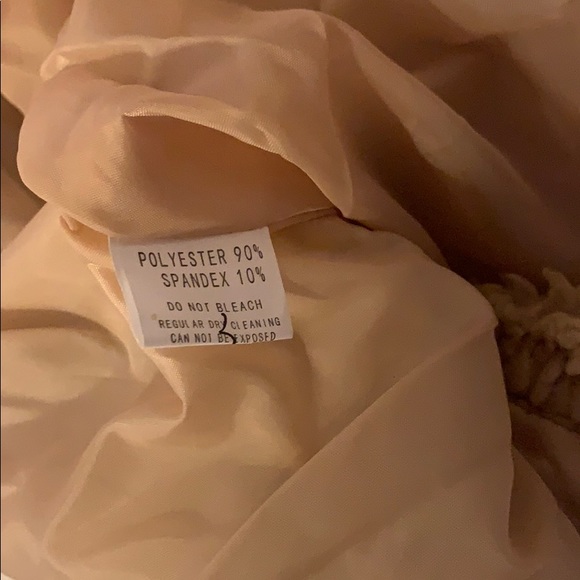 POLYESTER 90%
SPANDEX 10%
DO NOT BLEACH
REGULAR DRY CLEANING
CAN NOT BE EXPOSED